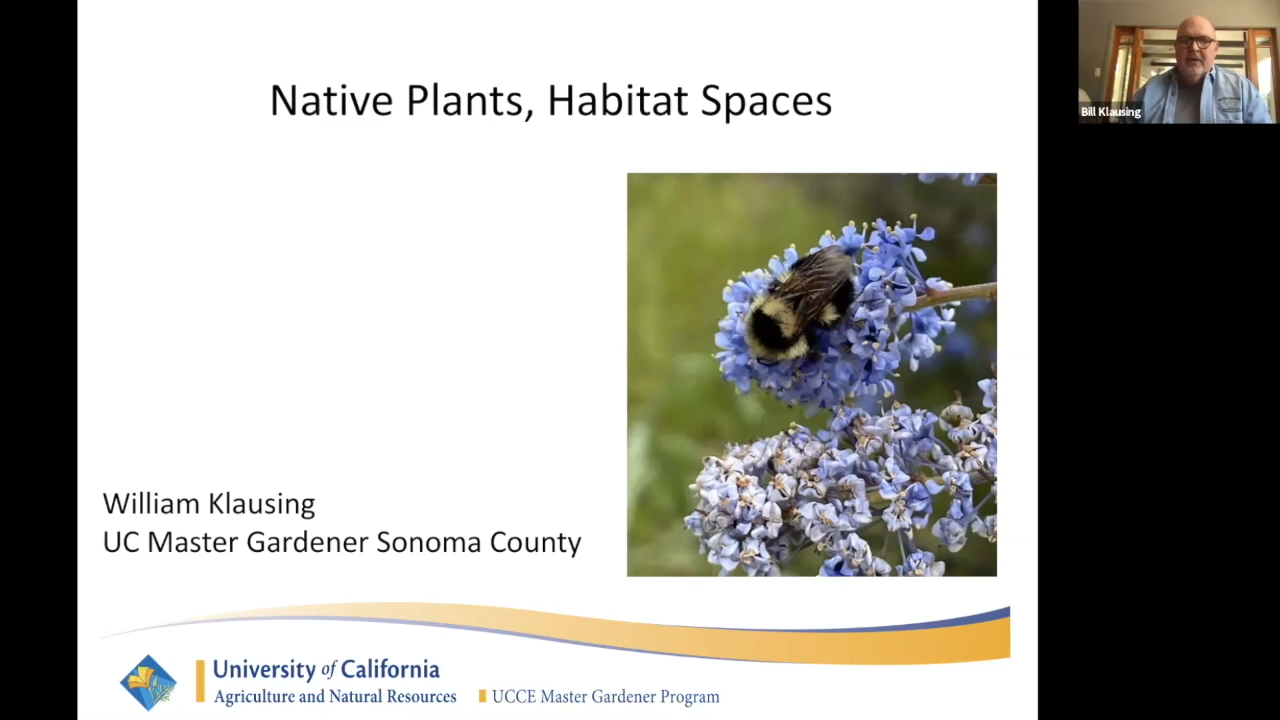 Native Plants, Habitat Spaces
Bill Klausing
William Klausing
UC Master Gardener Sonoma County
University of California
Agriculture and Natural Resources
UCCE Master Gardener Program